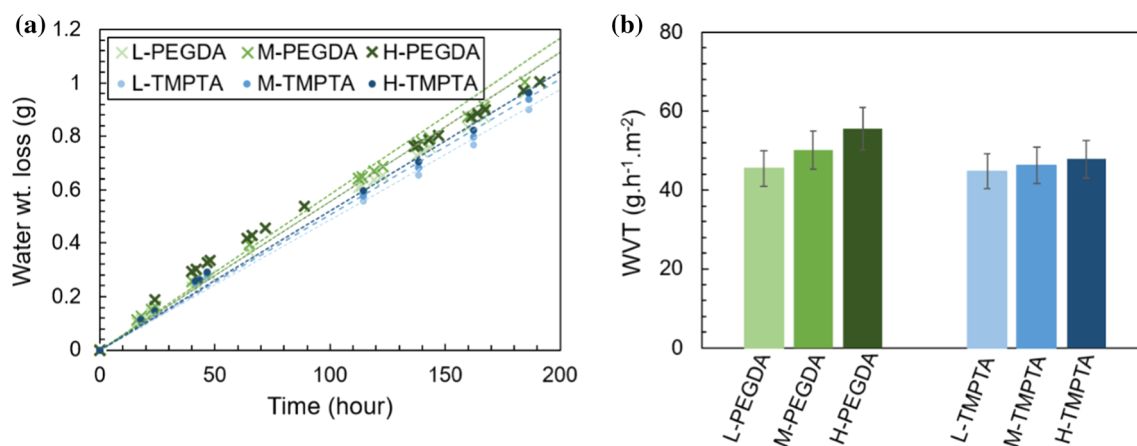 (a)
Water wt. loss (g)
1.2
1
0.8
0.6
0.4
0.2
0
L-PEGDA M-PEGDA H-PEGDA
L-TMPTA M-TMPTA H-TMPTA
0 50 100 150 200
Time (hour)
(b)
WVT (g.h⁻¹.m⁻²)
80
60
40
20
0
L-PEGDA
M-PEGDA
H-PEGDA
L-TMPTA
M-TMPTA
H-TMPTA